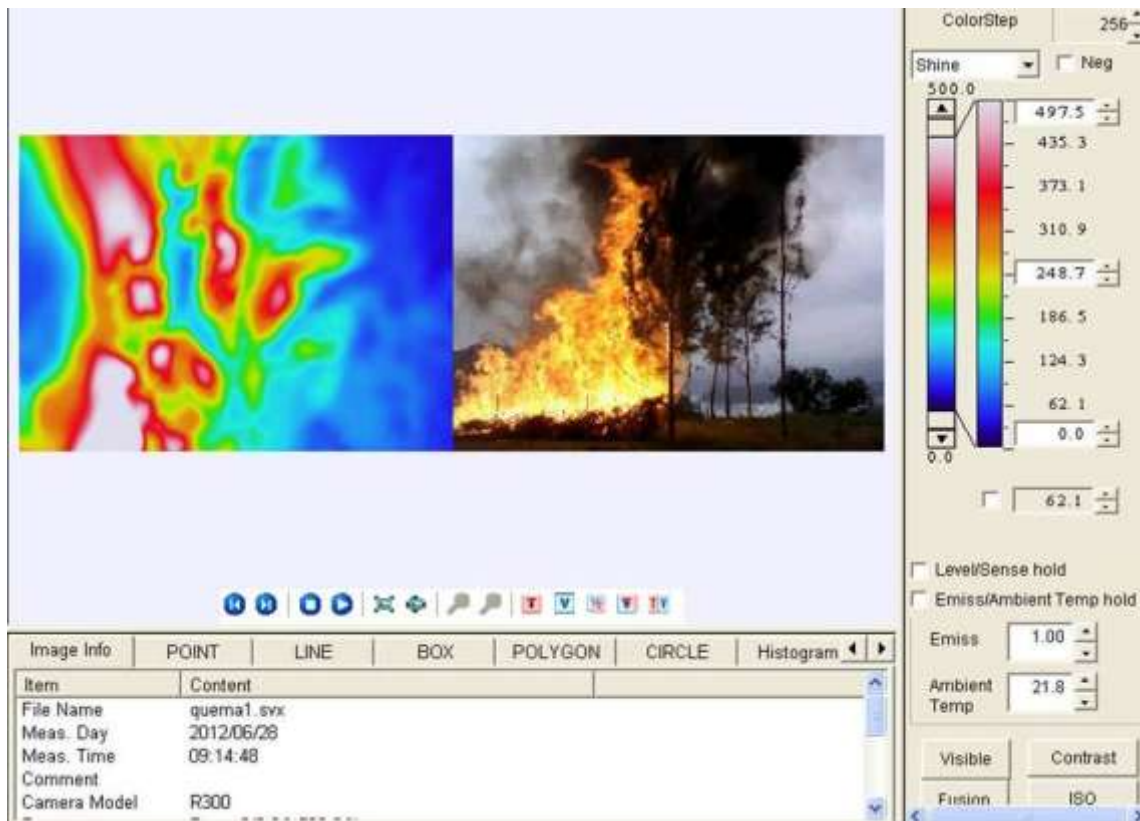 ColorStep 256
Shine Neg
500.0
497.5
435.3
373.1
310.9
248.7
186.5
124.3
62.1
0.0
0.0
62.1
Level/Sense hold
Emiss/Ambient Temp hold
Emiss 1.00
Ambient Temp 21.8
Visible Contrast
Fusion ISO
T V
Image Info POINT LINE BOX POLYGON CIRCLE Histogram
Item Content
File Name quema1.svx
Meas. Day 2012/06/28
Meas. Time 09:14:48
Comment
Camera Model R300